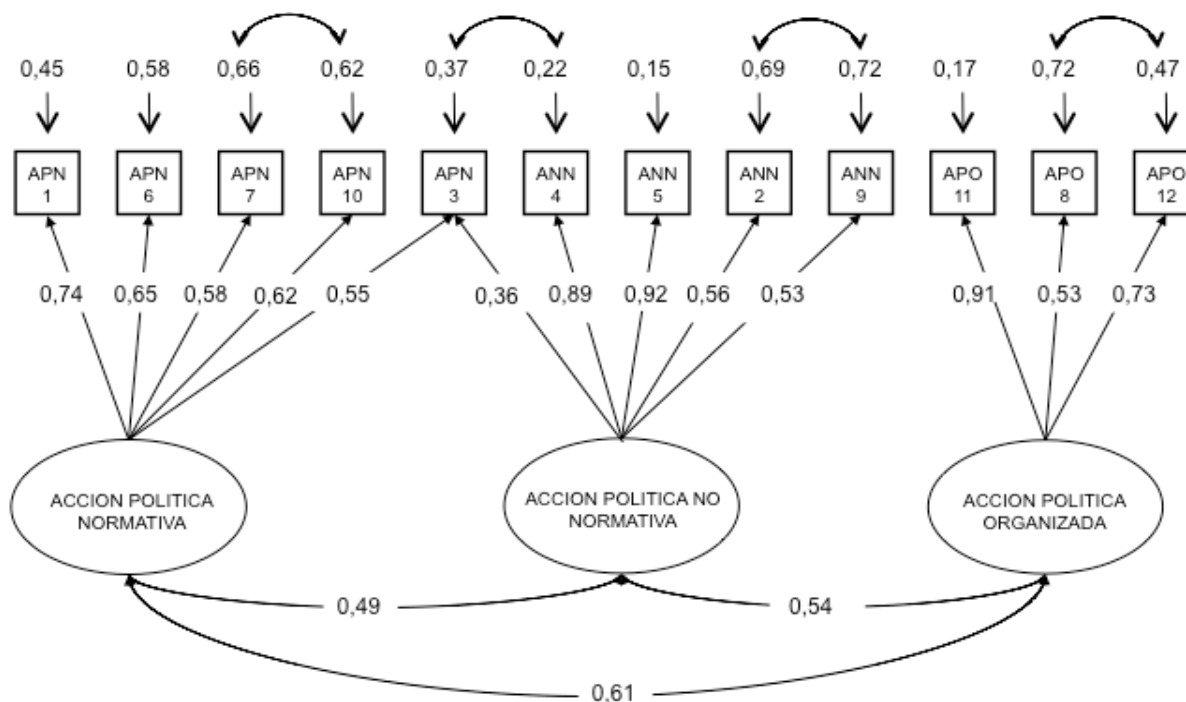 0,45 0,58 0,66 0,62 0,37 0,22 0,15 0,69 0,72 0,17 0,72 0,47
APN APN APN APN APN ANN ANN ANN ANN APO APO APO
1 6 7 10 3 4 5 2 9 11 8 12
0,74 0,65 0,58 0,62 0,55 0,36 0,89 0,92 0,56 0,53 0,91 0,53 0,73
ACCION POLITICA ACCION POLITICA NO ACCION POLITICA
NORMATIVA NORMATIVA ORGANIZADA
0,49 0,54
0,61